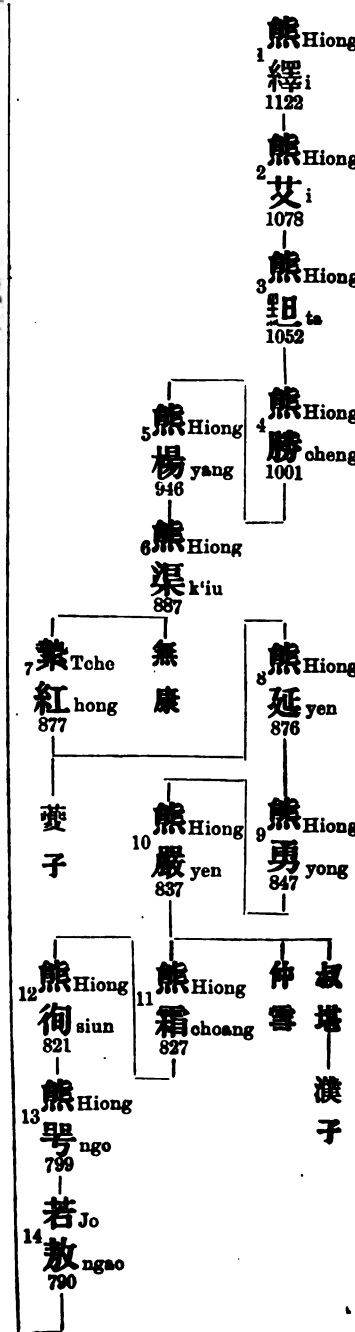 1 熊 Hiong
繹 i
1122
2 熊 Hiong
艾 i
1078
3 熊 Hiong
䵣 ta
1052
4 熊 Hiong
勝 cheng
1001
5 熊 Hiong
楊 yang
946
6 熊 Hiong
渠 k'iu
887
7 縶 Tche
紅 hong
877
無康
8 熊 Hiong
延 yen
876
夔子
9 熊 Hiong
勇 yong
847
10 熊 Hiong
嚴 yen
837
11 熊 Hiong
霜 choang
827
仲雪
叔堪
濮子
12 熊 Hiong
徇 siun
821
13 熊 Hiong
咢 ngo
799
14 若 Jo
敖 ngao
790